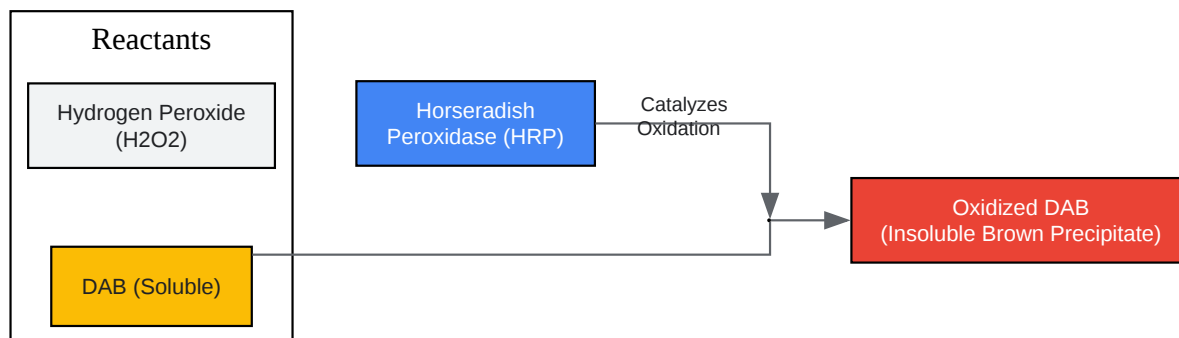 Reactants
Hydrogen Peroxide
(H2O2)
Horseradish
Peroxidase (HRP)
Catalyzes
Oxidation
Oxidized DAB
(Insoluble Brown Precipitate)
DAB (Soluble)